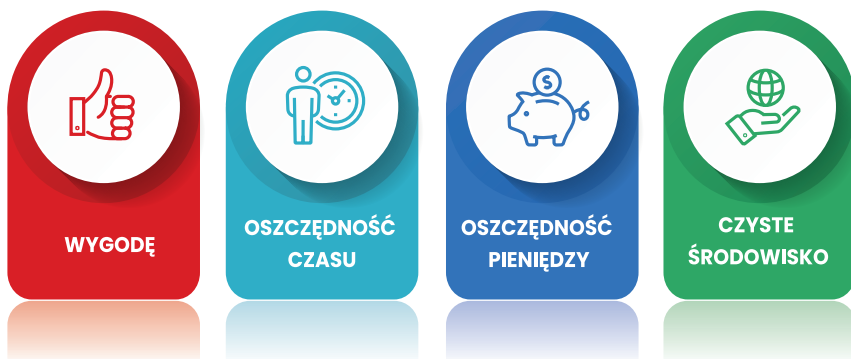 WYGODĘ
OSZCZĘDNOŚĆ
CZASU
OSZCZĘDNOŚĆ
PIENIĘDZY
CZYSTE
ŚRODOWISKO